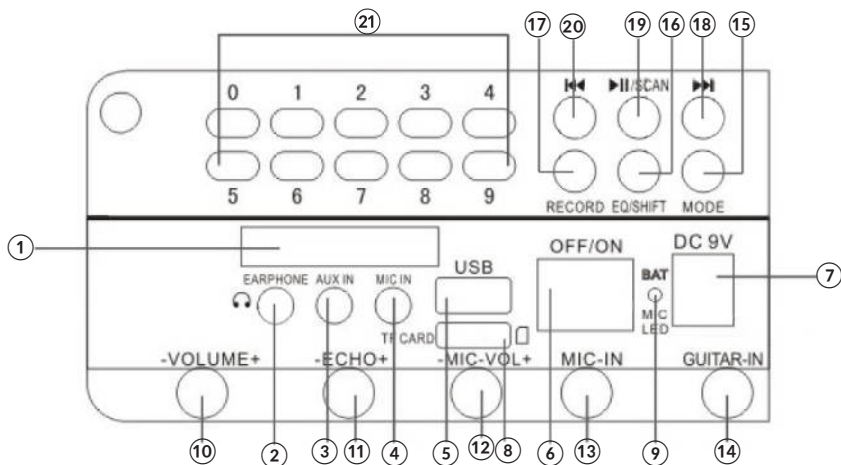 21 17 20 19 16 18 15
0 1 2 3 4
⏮ ⏯/SCAN ⏭
5 6 7 8 9
RECORD EQ/SHIFT MODE
1
OFF/ON DC 9V
USB
BAT
7
EARPHONE AUX IN MIC IN
MIC
LED
TF CARD
-VOLUME+ -ECHO+ -MIC-VOL+ MIC-IN GUITAR-IN
10 2 3 11 4 5 12 8 6 13 9 14